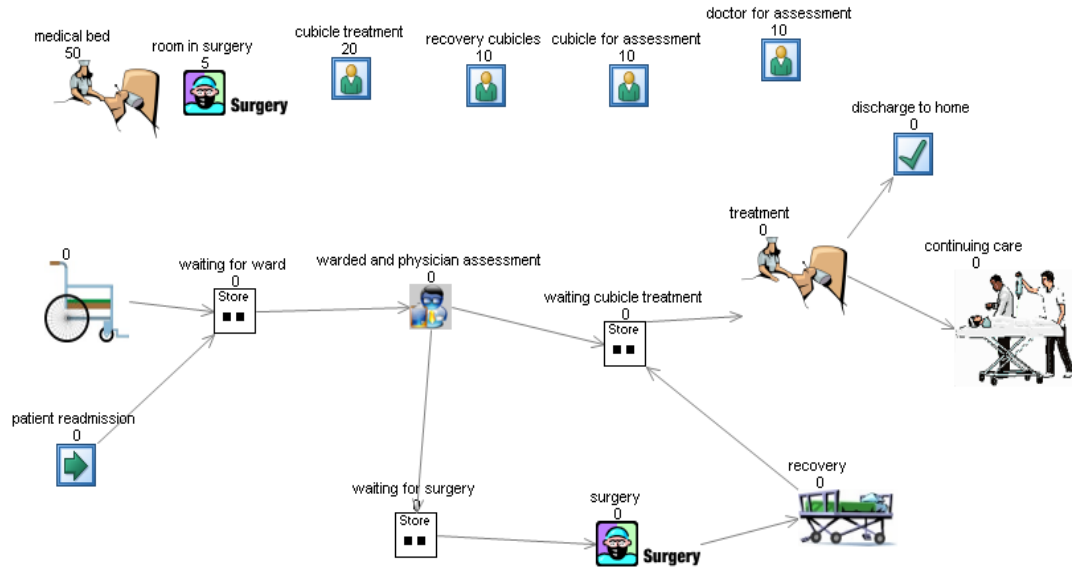 medical bed
50
room in surgery
5
Surgery
cubicle treatment
20
recovery cubicles
10
cubicle for assessment
10
doctor for assessment
10
discharge to home
0
treatment
0
continuing care
0
0
waiting for ward
0
Store
warded and physician assessment
0
waiting cubicle treatment
0
Store
patient readmission
0
waiting for surgery
0
Store
surgery
0
Surgery
recovery
0